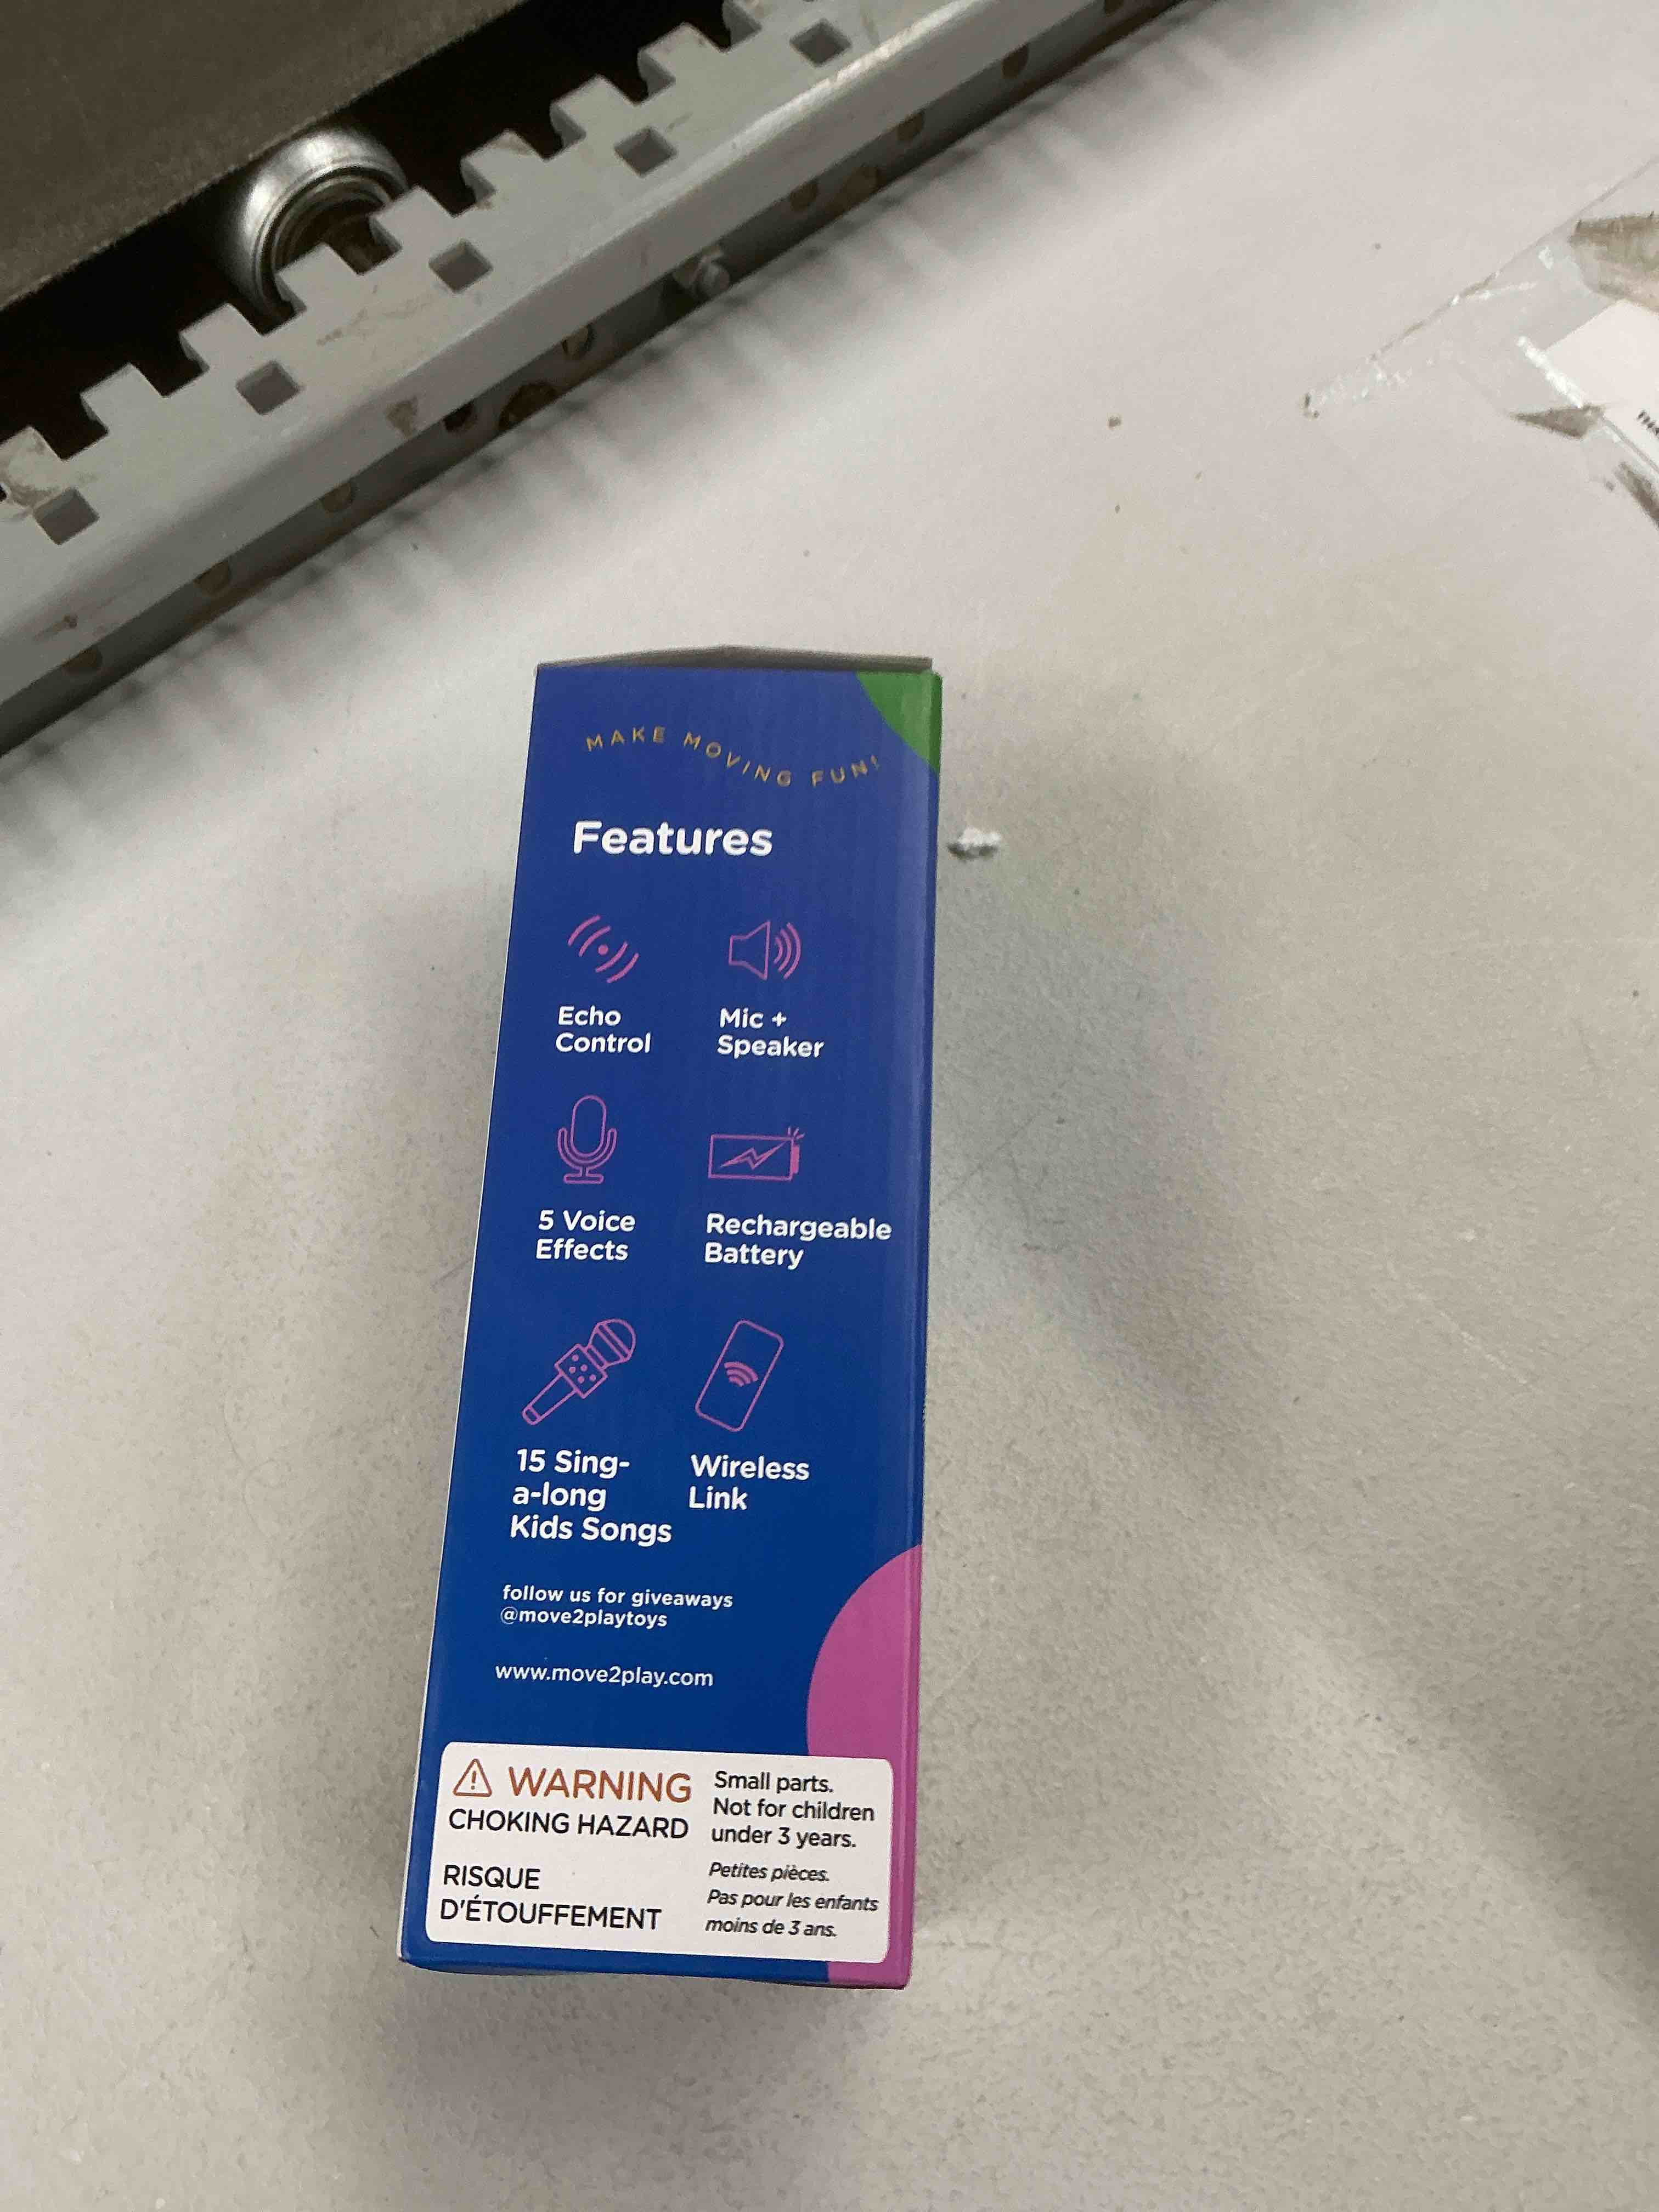 MAKE MOVING FUN!
Features
Echo
Control
Mic +
Speaker
5 Voice
Effects
Rechargeable
Battery
15 Sing-
a-long
Kids Songs
Wireless
Link
follow us for giveaways
@move2playtoys
www.move2play.com
WARNING
CHOKING HAZARD
Small parts.
Not for children
under 3 years.
RISQUE
D'ÉTOUFFEMENT
Petites pièces.
Pas pour les enfants
moins de 3 ans.